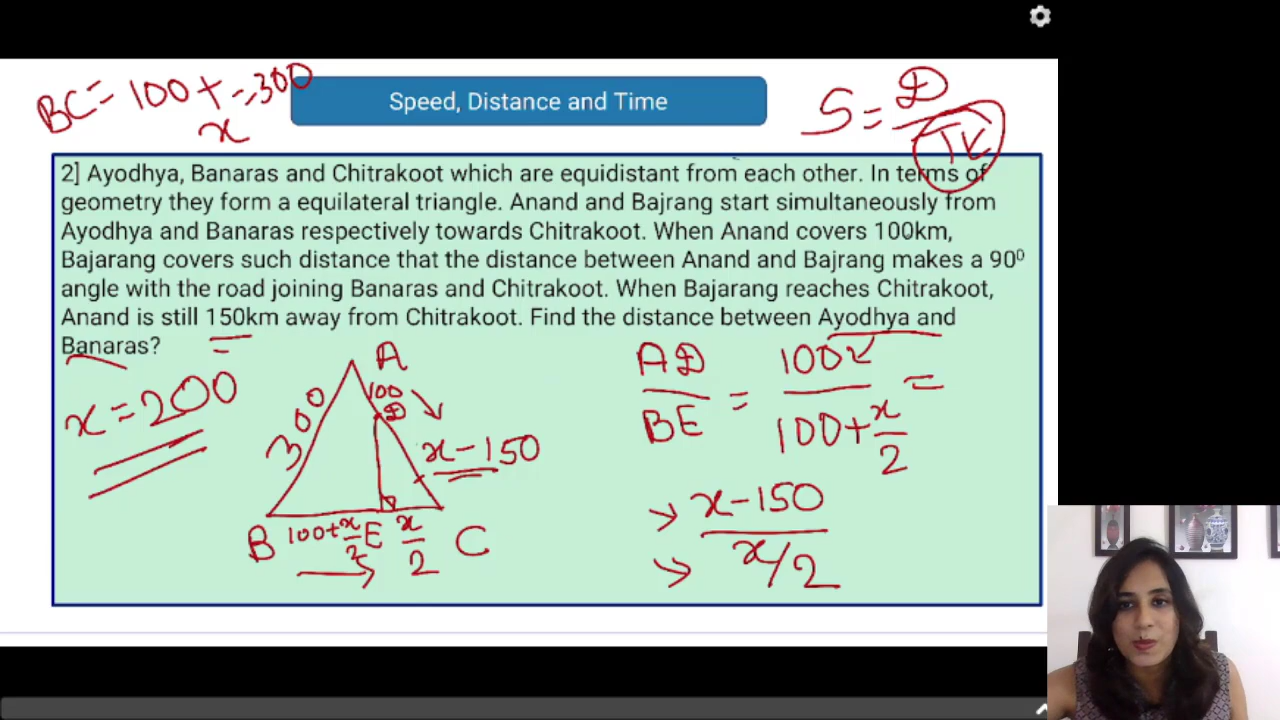 BC = 100 + x = 300
Speed, Distance and Time
S = D
2] Ayodhya, Banaras and Chitrakoot which are equidistant from each other. In terms of
geometry they form a equilateral triangle. Anand and Bajrang start simultaneously from
Ayodhya and Banaras respectively towards Chitrakoot. When Anand covers 100km,
Bajarang covers such distance that the distance between Anand and Bajrang makes a 90⁰
angle with the road joining Banaras and Chitrakoot. When Bajarang reaches Chitrakoot,
Anand is still 150km away from Chitrakoot. Find the distance between Ayodhya and
Banaras?
x = 200
A
300
100
D
x-150
B
100+x/2
E
x/2
C
AD/BE = 100/100+x/2 =
x-150
x/2